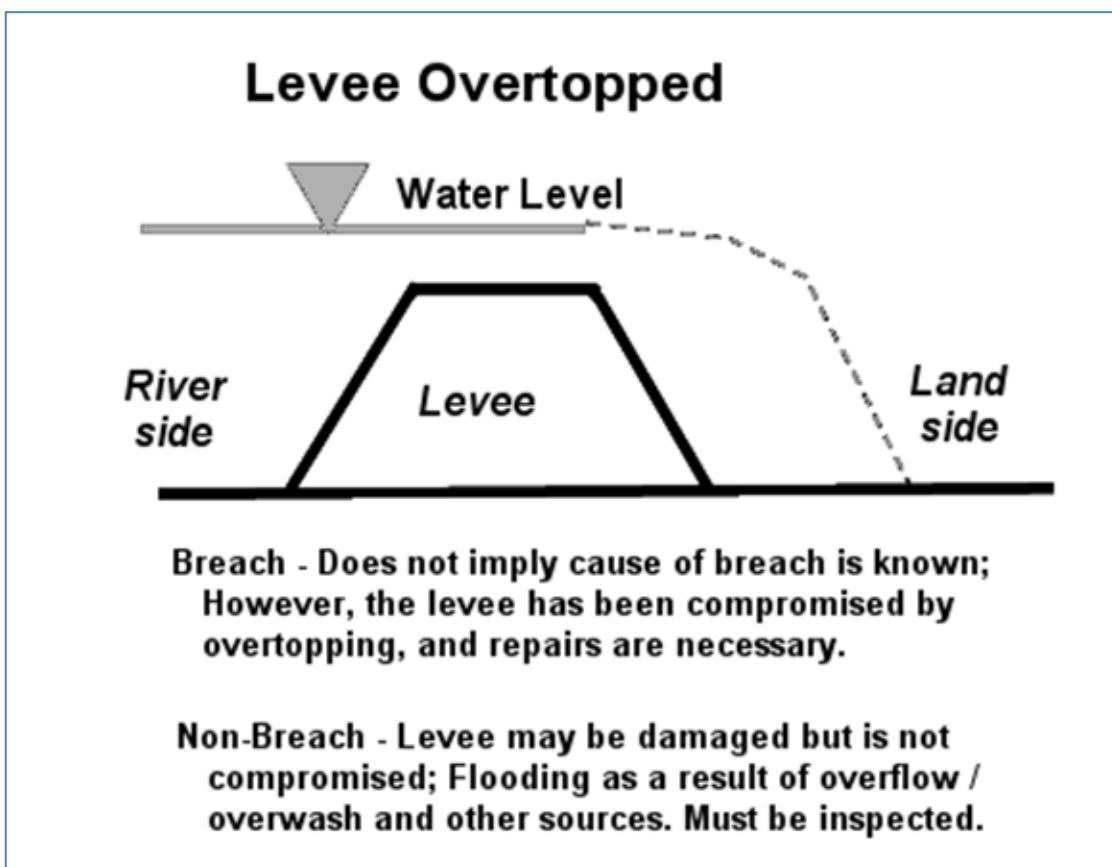 Levee Overtopped
Water Level
River
side
Levee
Land
side
Breach - Does not imply cause of breach is known;
However, the levee has been compromised by
overtopping, and repairs are necessary.
Non-Breach - Levee may be damaged but is not
compromised; Flooding as a result of overflow /
overwash and other sources. Must be inspected.